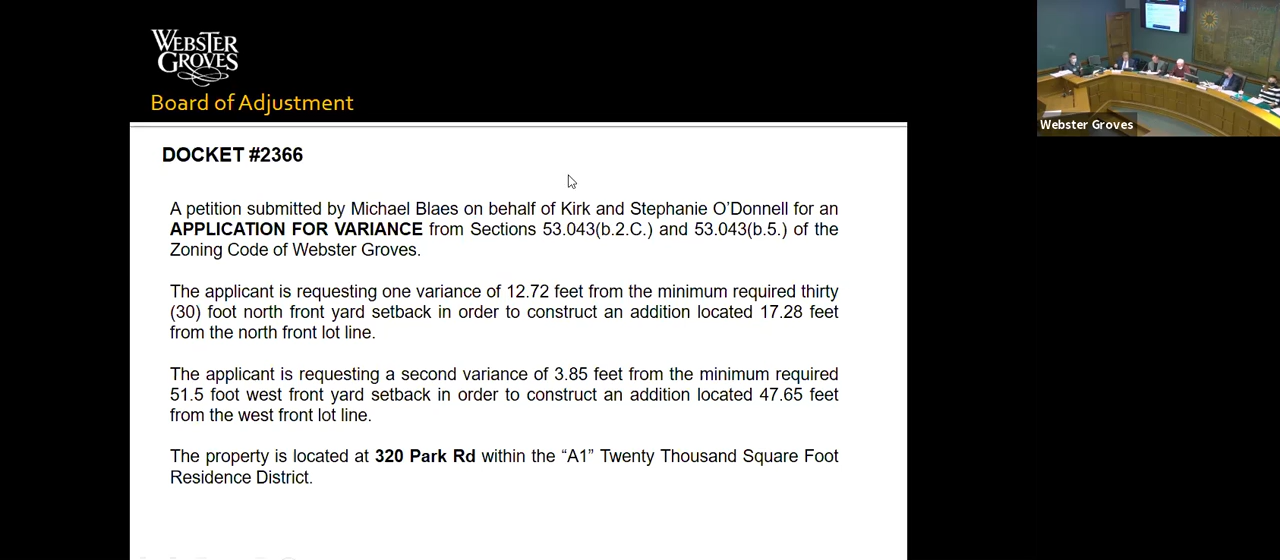 WEBSTER
GROVES
Board of Adjustment
Webster Groves
DOCKET #2366
A petition submitted by Michael Blaes on behalf of Kirk and Stephanie O’Donnell for an
APPLICATION FOR VARIANCE from Sections 53.043(b.2.C.) and 53.043(b.5.) of the
Zoning Code of Webster Groves.
The applicant is requesting one variance of 12.72 feet from the minimum required thirty
(30) foot north front yard setback in order to construct an addition located 17.28 feet
from the north front lot line.
The applicant is requesting a second variance of 3.85 feet from the minimum required
51.5 foot west front yard setback in order to construct an addition located 47.65 feet
from the west front lot line.
The property is located at 320 Park Rd within the “A1” Twenty Thousand Square Foot
Residence District.